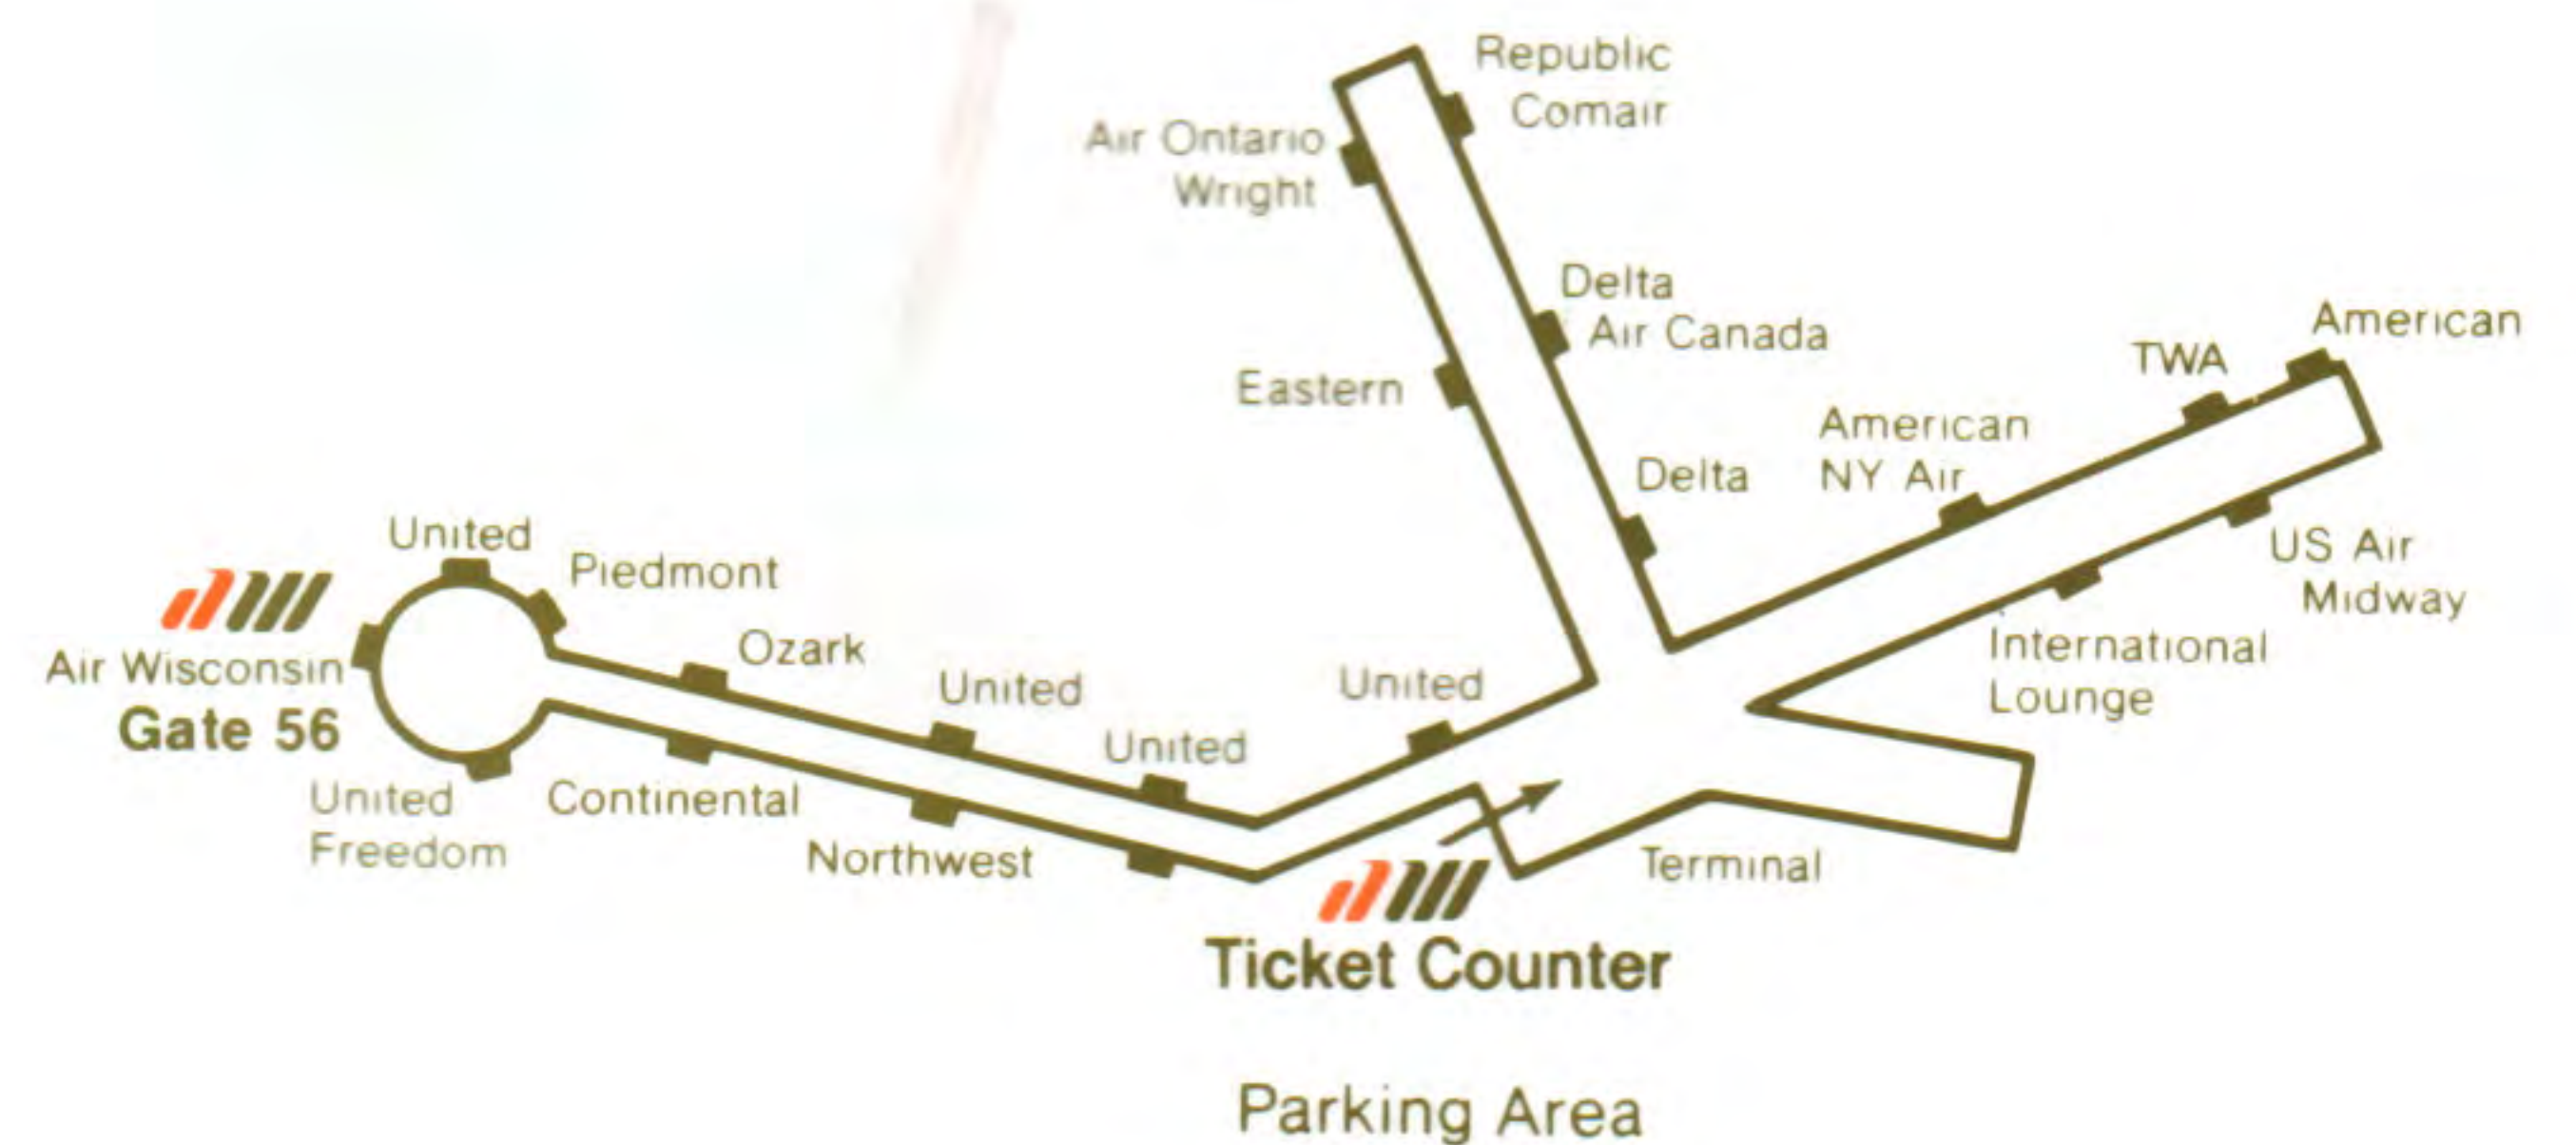 Republic
Comair
Air Ontario
Wright
Delta
Air Canada
Eastern
American
TWA
American
NY Air
Delta
US Air
Midway
International
Lounge
United
Piedmont
Ozark
United
United
United
Air Wisconsin
Gate 56
United
Freedom
Continental
Northwest
Terminal
Ticket Counter
Parking Area